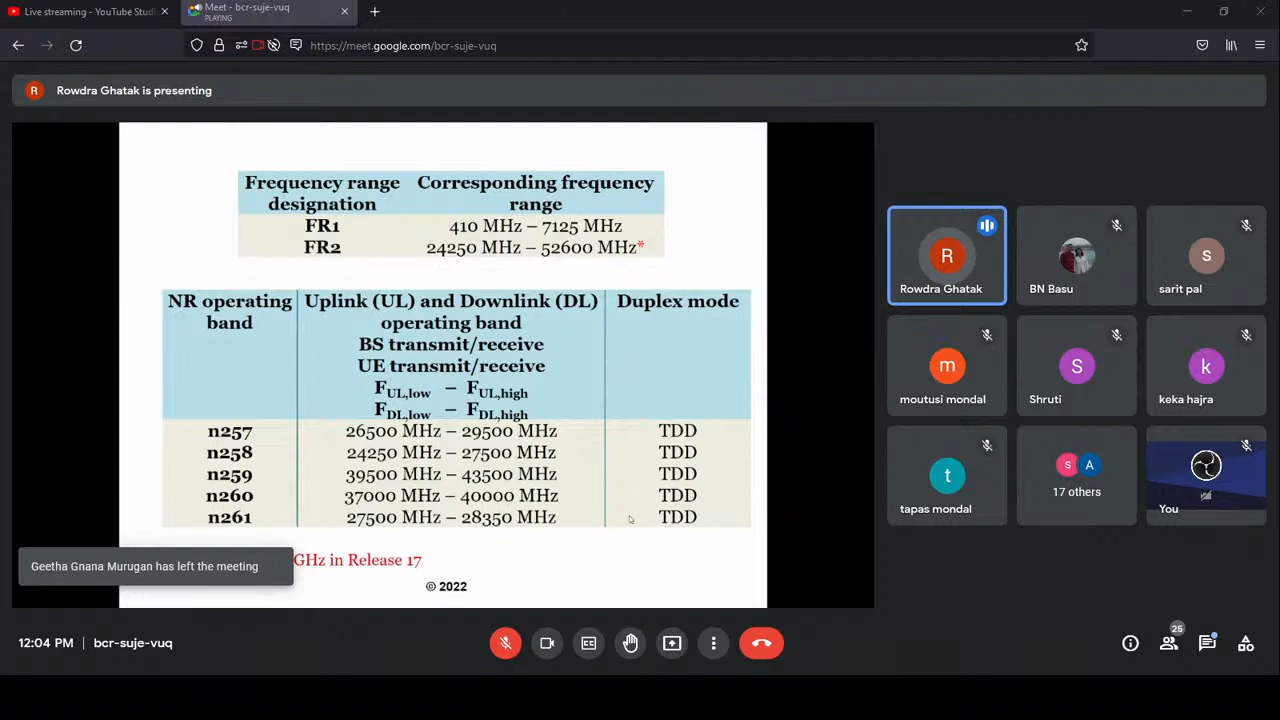 Live streaming - YouTube Studi
Meet - bcr-suje-vuq
PLAYING
https://meet.google.com/bcr-suje-vuq
R Rowdra Ghatak is presenting
Frequency range designation Corresponding frequency range
FR1 410 MHz – 7125 MHz
FR2 24250 MHz – 52600 MHz*
NR operating band Uplink (UL) and Downlink (DL) operating band Duplex mode
BS transmit/receive
UE transmit/receive
FUL,low – FUL,high
FDL,low – FDL,high
n257 26500 MHz – 29500 MHz TDD
n258 24250 MHz – 27500 MHz TDD
n259 39500 MHz – 43500 MHz TDD
n260 37000 MHz – 40000 MHz TDD
n261 27500 MHz – 28350 MHz TDD
GHz in Release 17
© 2022
Geetha Gnana Murugan has left the meeting
R
Rowdra Ghatak
BN Basu
s
sarit pal
m
moutusi mondal
S
Shruti
k
keka hajra
t
tapas mondal
s A
17 others
You
12:04 PM | bcr-suje-vuq
25